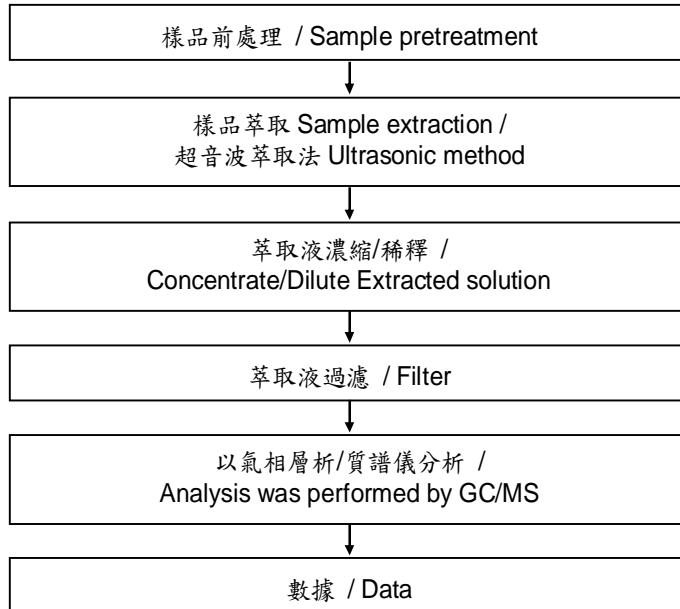 樣品前處理 / Sample pretreatment
樣品萃取 Sample extraction /
超音波萃取法 Ultrasonic method
萃取液濃縮/稀釋 /
Concentrate/Dilute Extracted solution
萃取液過濾 / Filter
以氣相層析/質譜儀分析 /
Analysis was performed by GC/MS
數據 / Data